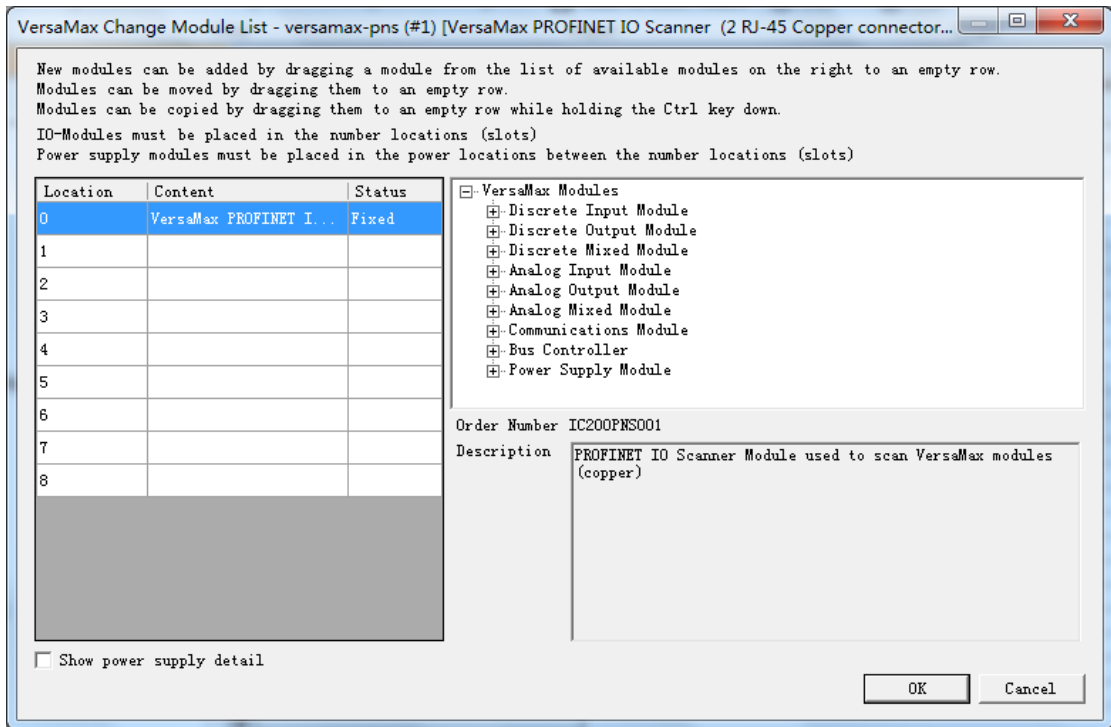 VersaMax Change Module List - versamax-pns (#1) [VersaMax PROFINET IO Scanner (2 RJ-45 Copper connector...
New modules can be added by dragging a module from the list of available modules on the right to an empty row.
Modules can be moved by dragging them to an empty row.
Modules can be copied by dragging them to an empty row while holding the Ctrl key down.
IO-Modules must be placed in the number locations (slots)
Power supply modules must be placed in the power locations between the number locations (slots)
Location Content Status
0 VersaMax PROFINET I... Fixed
1
2
3
4
5
6
7
8
VersaMax Modules
Discrete Input Module
Discrete Output Module
Discrete Mixed Module
Analog Input Module
Analog Output Module
Analog Mixed Module
Communications Module
Bus Controller
Power Supply Module
Order Number IC200PNS001
Description PROFINET IO Scanner Module used to scan VersaMax modules
(copper)
Show power supply detail
OK Cancel